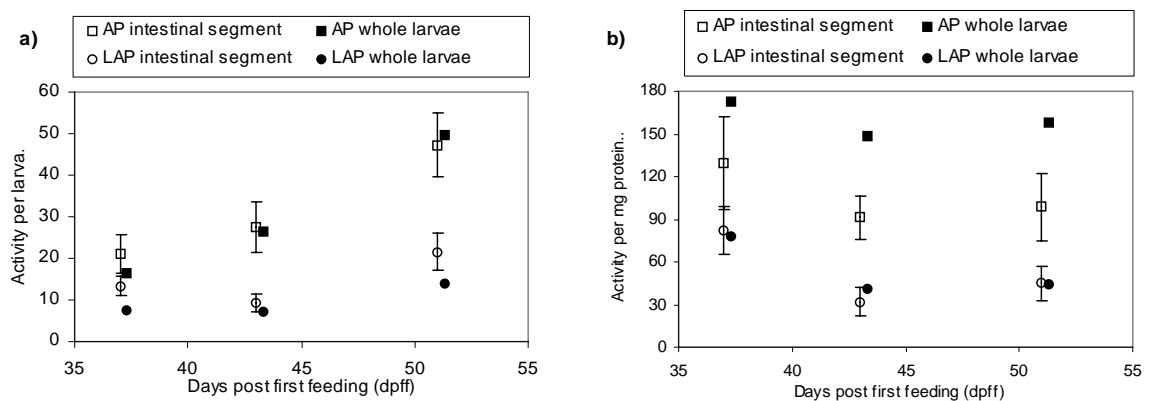 a)
AP intestinal segment AP whole larvae
LAP intestinal segment LAP whole larvae
60
50
40
30
20
10
0
Activity per larva.
35 40 45 50 55
Days post first feeding (dpff)
b)
AP intestinal segment AP whole larvae
LAP intestinal segment LAP whole larvae
180
150
120
90
60
30
0
Activity per mg protein..
35 40 45 50 55
Days post first feeding (dpff)